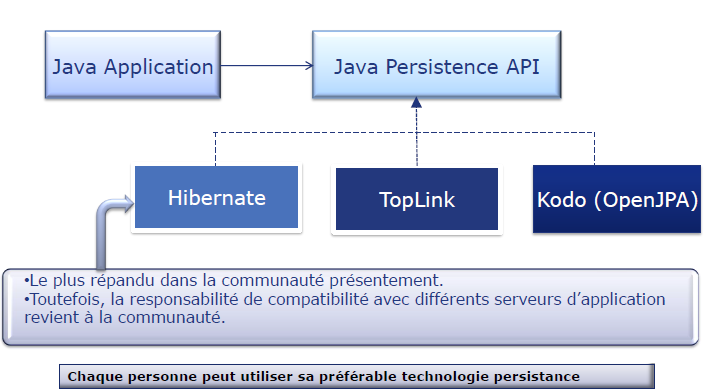 Java Application
Java Persistence API
Hibernate
TopLink
Kodo (OpenJPA)
•Le plus répandu dans la communauté présentement.
•Toutefois, la responsabilité de compatibilité avec différents serveurs d’application
revient à la communauté.
Chaque personne peut utiliser sa préférable technologie persistance